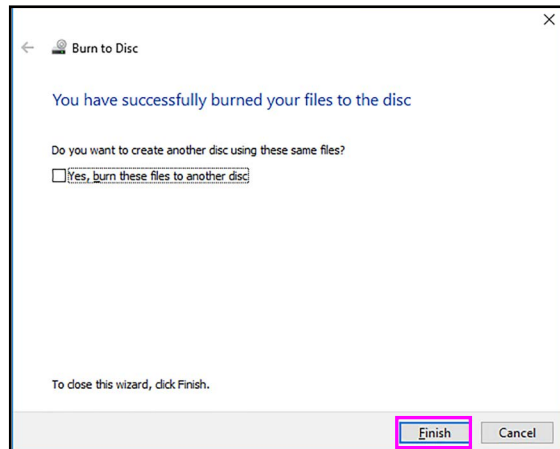 Burn to Disc
You have successfully burned your files to the disc
Do you want to create another disc using these same files?
Yes, burn these files to another disc
To close this wizard, click Finish.
Finish Cancel